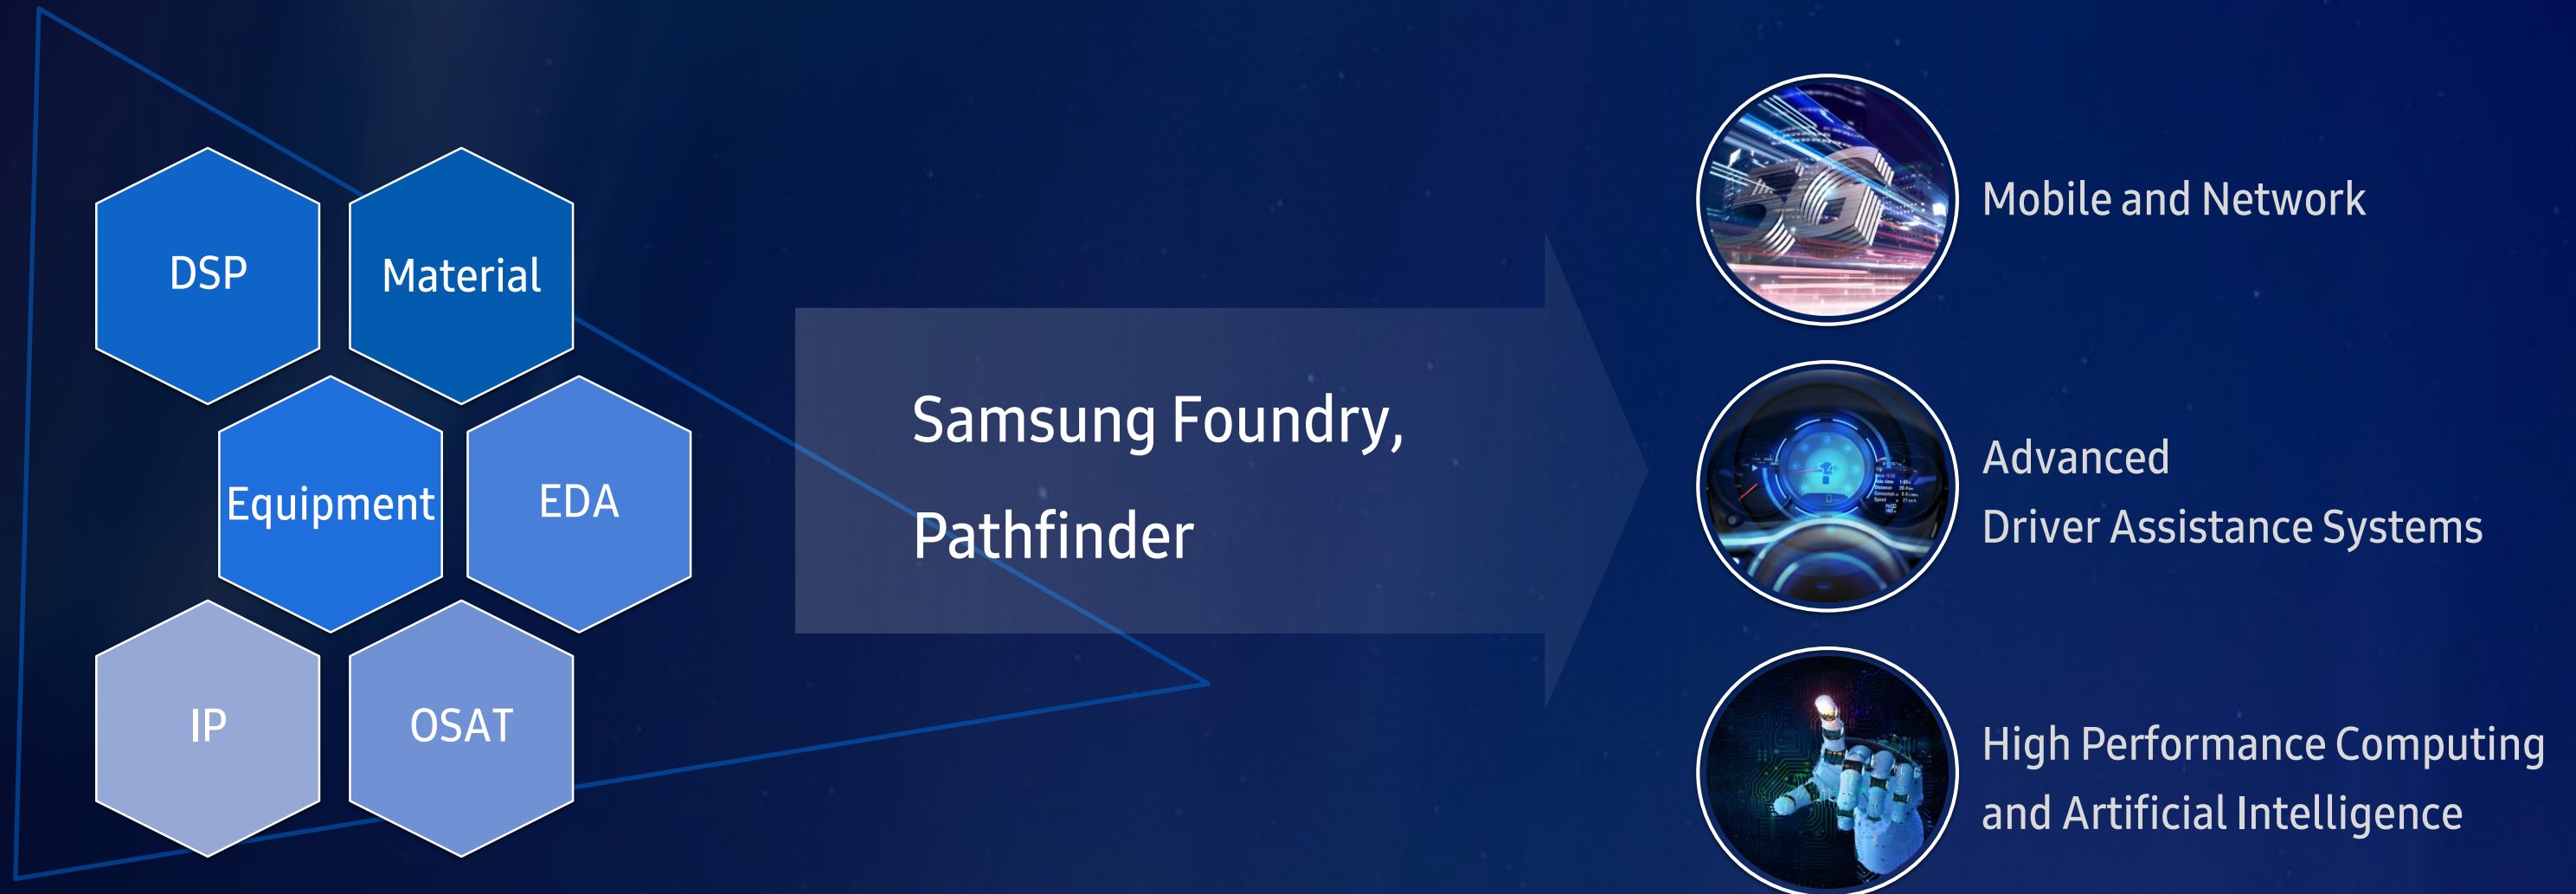 DSP
Material
Equipment
EDA
IP
OSAT
Samsung Foundry,
Pathfinder
5G
Mobile and Network
Advanced
Driver Assistance Systems
High Performance Computing
and Artificial Intelligence